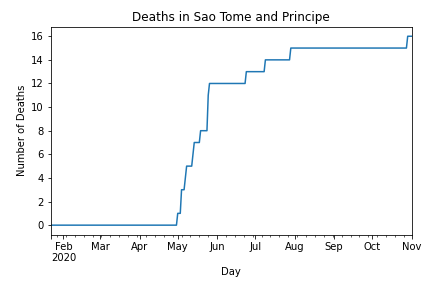 Deaths in Sao Tome and Principe
Number of Deaths
16
14
12
10
8
6
4
2
0
Feb Mar Apr May Jun Jul Aug Sep Oct Nov
2020
Day